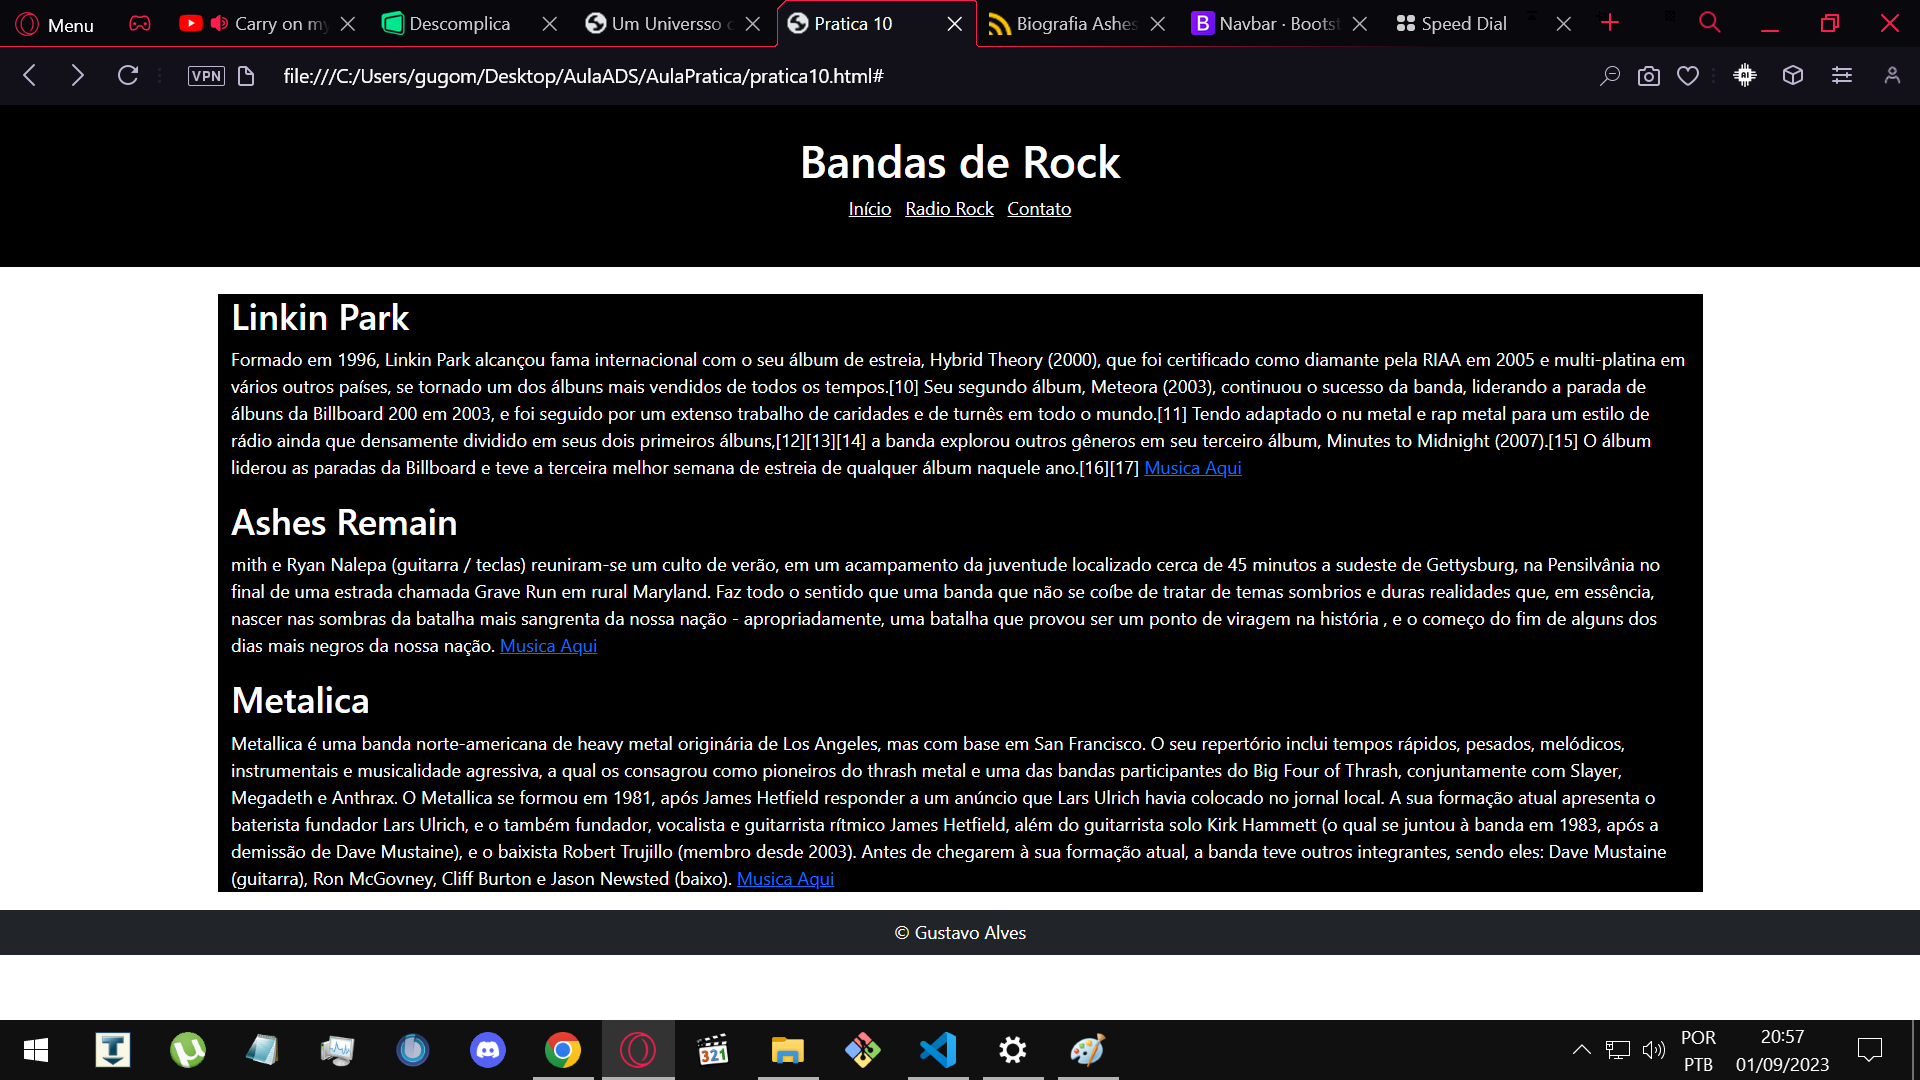 Menu
Carry on my
Descomplica
Um Universso
Pratica 10
Biografia Ashes
Navbar · Bootst
Speed Dial
VPN
file:///C:/Users/gugom/Desktop/AulaADS/AulaPratica/pratica10.html#
AI
Bandas de Rock
Início Radio Rock Contato
Linkin Park
Formado em 1996, Linkin Park alcançou fama internacional com o seu álbum de estreia, Hybrid Theory (2000), que foi certificado como diamante pela RIAA em 2005 e multi-platina em
vários outros países, se tornado um dos álbuns mais vendidos de todos os tempos.[10] Seu segundo álbum, Meteora (2003), continuou o sucesso da banda, liderando a parada de
álbuns da Billboard 200 em 2003, e foi seguido por um extenso trabalho de caridades e de turnês em todo o mundo.[11] Tendo adaptado o nu metal e rap metal para um estilo de
rádio ainda que densamente dividido em seus dois primeiros álbuns,[12][13][14] a banda explorou outros gêneros em seu terceiro álbum, Minutes to Midnight (2007).[15] O álbum
liderou as paradas da Billboard e teve a terceira melhor semana de estreia de qualquer álbum naquele ano.[16][17] Musica Aqui
Ashes Remain
mith e Ryan Nalepa (guitarra / teclas) reuniram-se um culto de verão, em um acampamento da juventude localizado cerca de 45 minutos a sudeste de Gettysburg, na Pensilvânia no
final de uma estrada chamada Grave Run em rural Maryland. Faz todo o sentido que uma banda que não se coíbe de tratar de temas sombrios e duras realidades que, em essência,
nascer nas sombras da batalha mais sangrenta da nossa nação - apropriadamente, uma batalha que provou ser um ponto de viragem na história , e o começo do fim de alguns dos
dias mais negros da nossa nação. Musica Aqui
Metalica
Metallica é uma banda norte-americana de heavy metal originária de Los Angeles, mas com base em San Francisco. O seu repertório inclui tempos rápidos, pesados, melódicos,
instrumentais e musicalidade agressiva, a qual os consagrou como pioneiros do thrash metal e uma das bandas participantes do Big Four of Thrash, conjuntamente com Slayer,
Megadeth e Anthrax. O Metallica se formou em 1981, após James Hetfield responder a um anúncio que Lars Ulrich havia colocado no jornal local. A sua formação atual apresenta o
baterista fundador Lars Ulrich, e o também fundador, vocalista e guitarrista rítmico James Hetfield, além do guitarrista solo Kirk Hammett (o qual se juntou à banda em 1983, após a
demissão de Dave Mustaine), e o baixista Robert Trujillo (membro desde 2003). Antes de chegarem à sua formação atual, a banda teve outros integrantes, sendo eles: Dave Mustaine
(guitarra), Ron McGovney, Cliff Burton e Jason Newsted (baixo). Musica Aqui
© Gustavo Alves
321
POR
PTB
20:57
01/09/2023